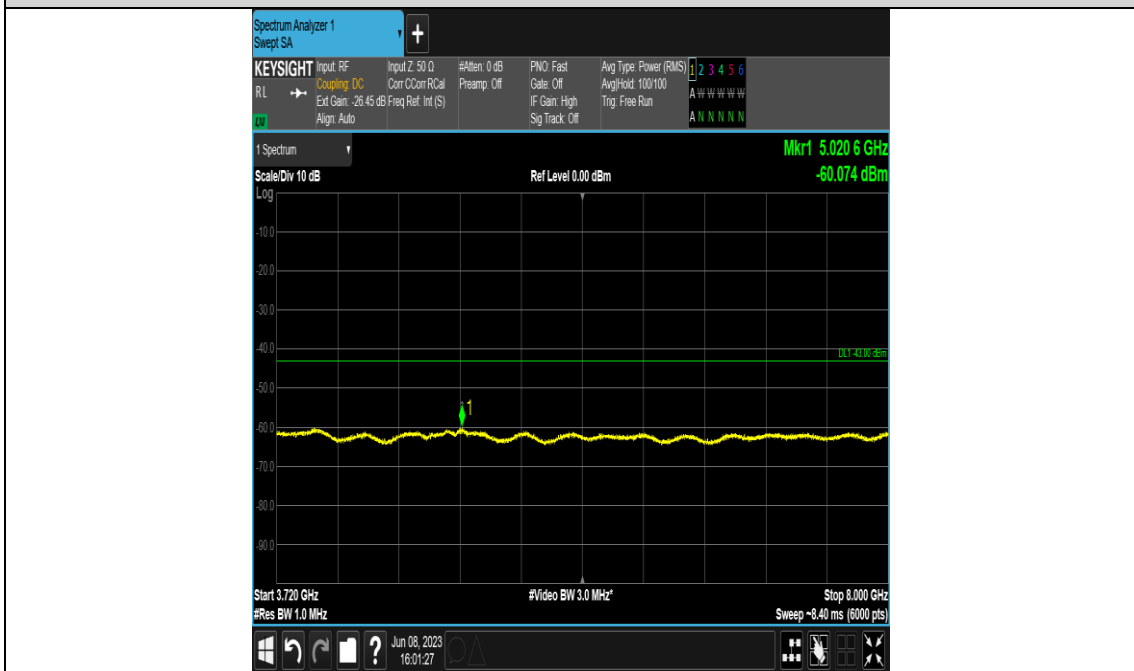 Spectrum Analyzer 1
Swept SA
+
KEYSIGHT
RL
LXI
Input: RF
Coupling: DC
Ext Gain: -26.45 dB
Align: Auto
Input Z: 50 Ω
Corr CCorr RCal
Freq Ref: Int (S)
#Atten: 0 dB
Preamp: Off
PNO: Fast
Gate: Off
IF Gain: High
Sig Track: Off
Avg Type: Power (RMS)
Avg|Hold: 100/100
Trig: Free Run
1 2 3 4 5 6
A W W W W W
A N N N N N
1 Spectrum
Scale/Div 10 dB
Log
Ref Level 0.00 dBm
Mkr1 5.020 6 GHz
-60.074 dBm
-10.0
-20.0
-30.0
-40.0
DL1 -43.00 dBm
-50.0
1
-60.0
-70.0
-80.0
-90.0
Start 3.720 GHz
#Video BW 3.0 MHz*
Stop 8.000 GHz
#Res BW 1.0 MHz
Sweep ~8.40 ms (6000 pts)
?
Jun 08, 2023
16:01:27